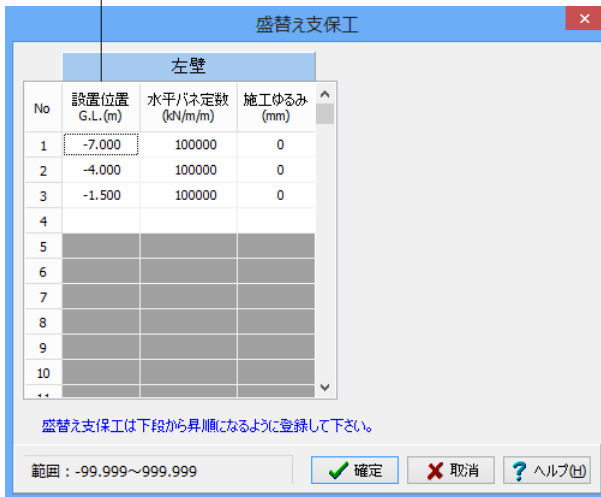 盛替え支保工
左壁
No 設置位置 G.L.(m) 水平バネ定数 (kN/m/m) 施工ゆるみ (mm)
1 -7.000 100000 0
2 -4.000 100000 0
3 -1.500 100000 0
4
5
6
7
8
9
10
盛替え支保工は下段から昇順になるように登録して下さい。
範囲：-99.999～999.999 確定 取消 ? ヘルプ(H)